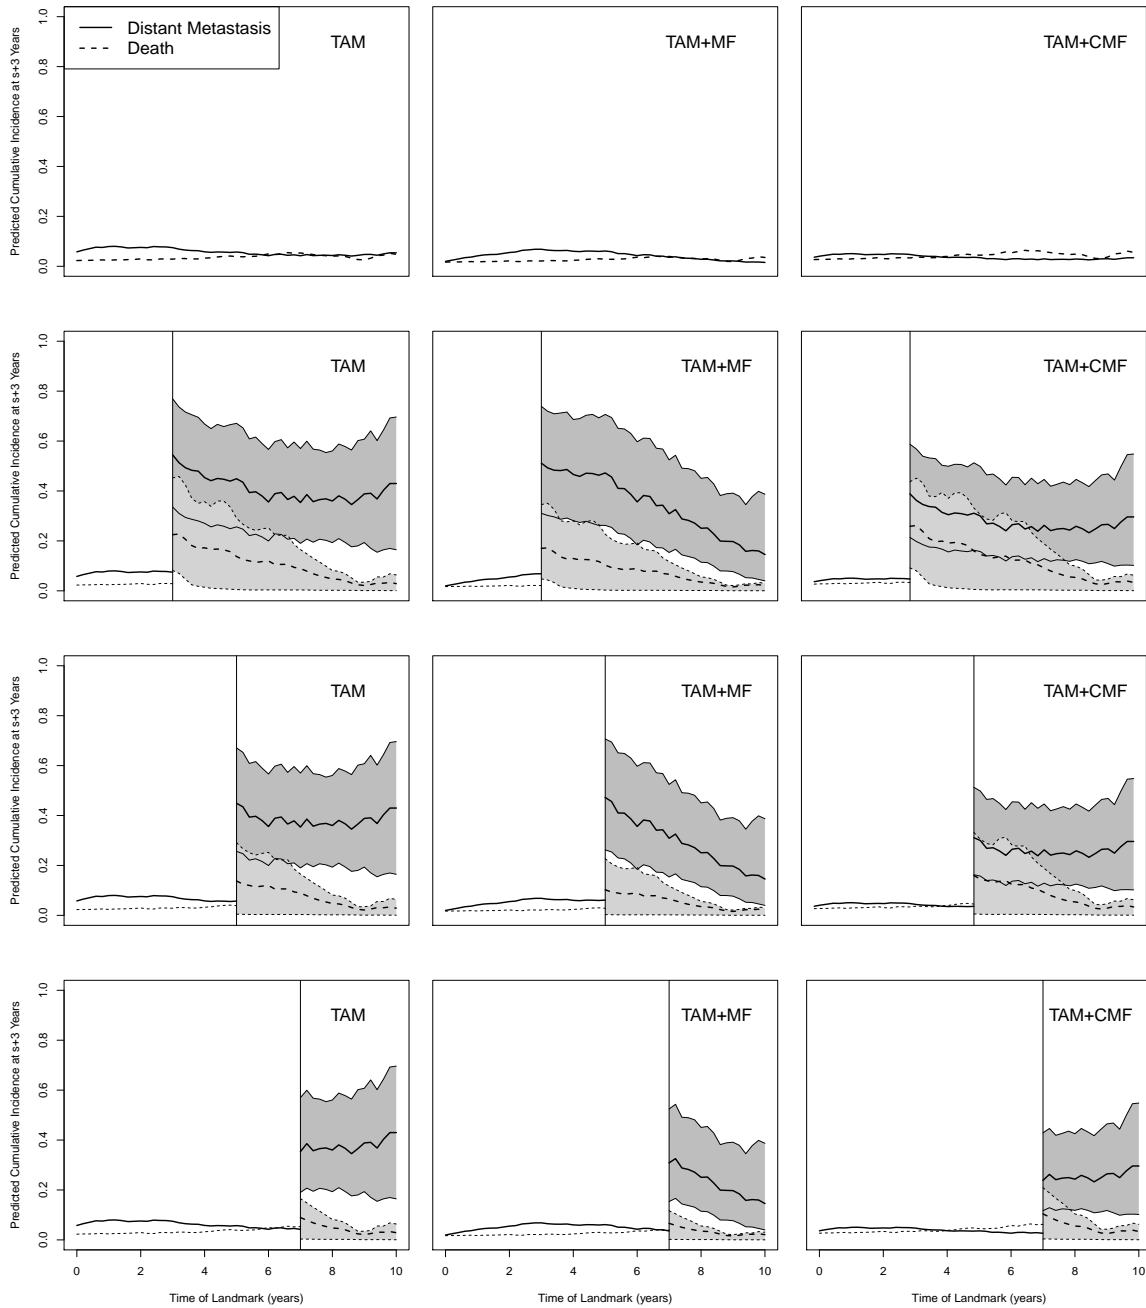 Distant Metastasis
Death
TAM
TAM+MF
TAM+CMF
Predicted Cumulative Incidence at s+3 Years
0.0 0.2 0.4 0.6 0.8 1.0
TAM
TAM+MF
TAM+CMF
Predicted Cumulative Incidence at s+3 Years
0.0 0.2 0.4 0.6 0.8 1.0
TAM
TAM+MF
TAM+CMF
Predicted Cumulative Incidence at s+3 Years
0.0 0.2 0.4 0.6 0.8 1.0
TAM
TAM+MF
TAM+CMF
Predicted Cumulative Incidence at s+3 Years
0.0 0.2 0.4 0.6 0.8 1.0
0 2 4 6 8 10
0 2 4 6 8 10
0 2 4 6 8 10
Time of Landmark (years)
Time of Landmark (years)
Time of Landmark (years)